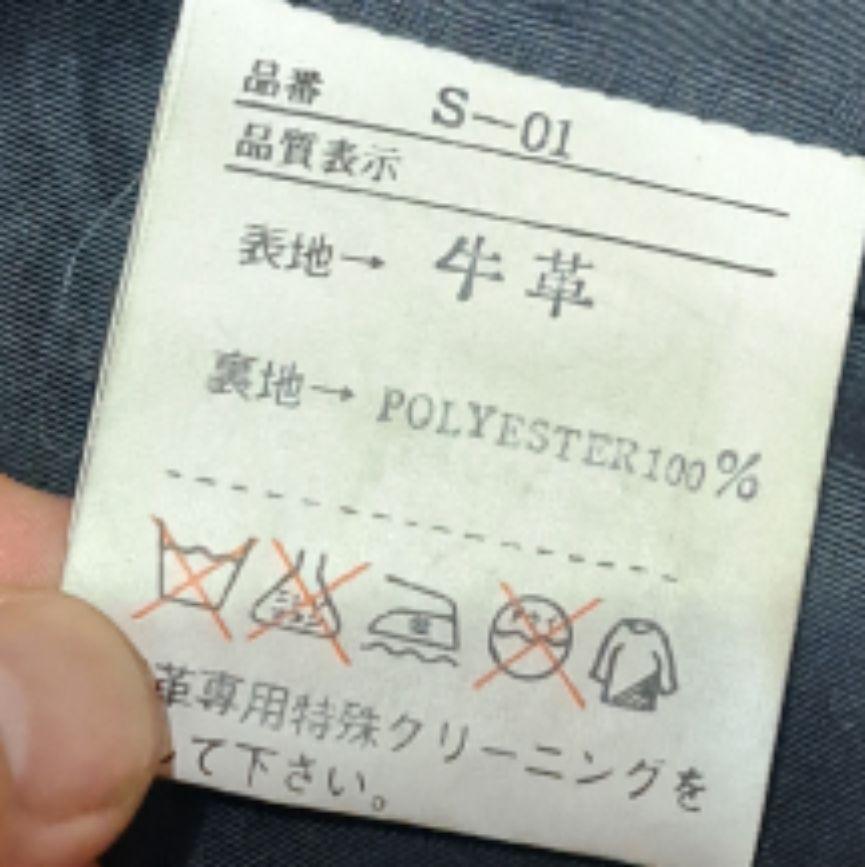 品番 S-01
品質表示
表地→ 牛革
裏地→ POLYESTER100%
革専用特殊クリーニングを
して下さい。